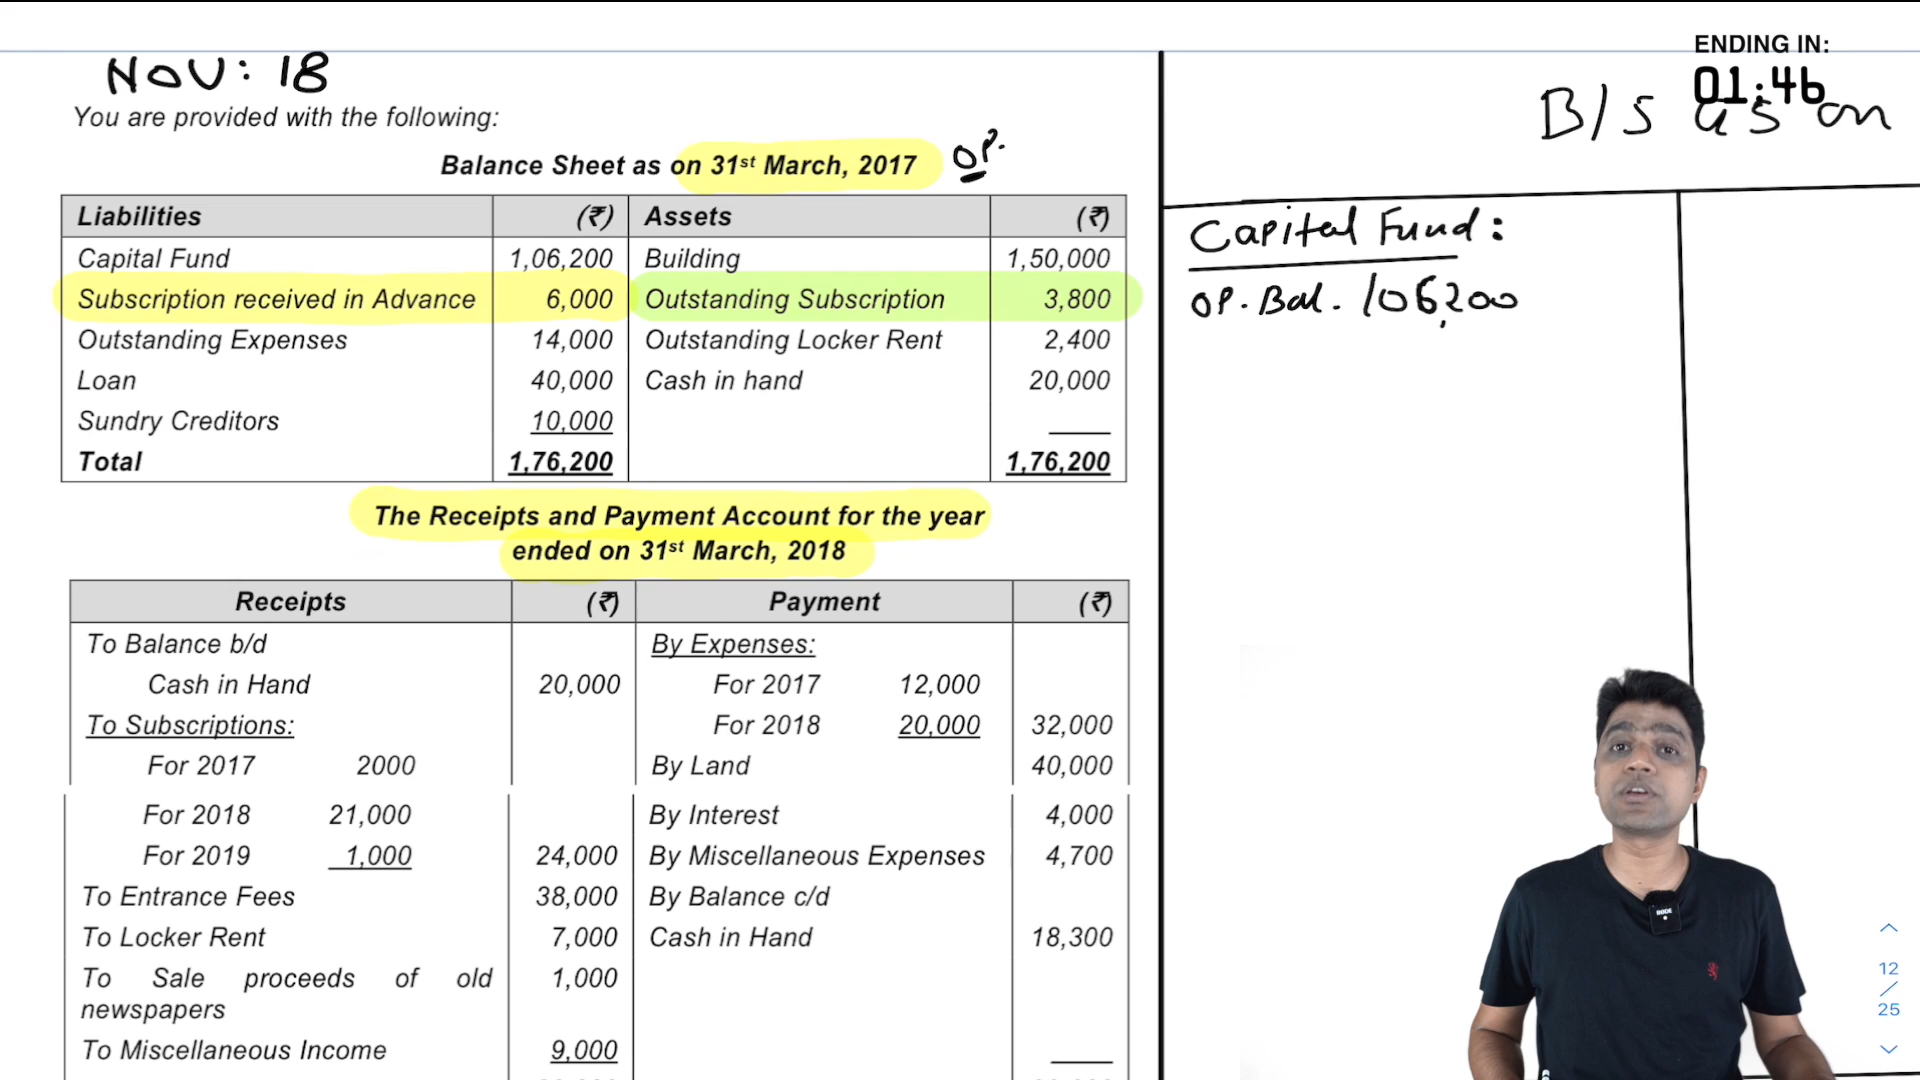 ENDING IN:
01:46
NOV: 18
B/S as on
You are provided with the following:
Balance Sheet as on 31st March, 2017 OP.
Liabilities (₹) Assets (₹)
Capital Fund 1,06,200 Building 1,50,000
Subscription received in Advance 6,000 Outstanding Subscription 3,800
Outstanding Expenses 14,000 Outstanding Locker Rent 2,400
Loan 40,000 Cash in hand 20,000
Sundry Creditors 10,000
Total 1,76,200 1,76,200
Capital Fund:
OP. Bal. 106,200
The Receipts and Payment Account for the year
ended on 31st March, 2018
Receipts (₹) Payment (₹)
To Balance b/d By Expenses:
Cash in Hand 20,000 For 2017 12,000
To Subscriptions: For 2018 20,000 32,000
For 2017 2000 By Land 40,000
For 2018 21,000 By Interest 4,000
For 2019 1,000 24,000 By Miscellaneous Expenses 4,700
To Entrance Fees 38,000 By Balance c/d
To Locker Rent 7,000 Cash in Hand 18,300
To Sale proceeds of old 1,000
newspapers
To Miscellaneous Income 9,000
RODE
12
/
25